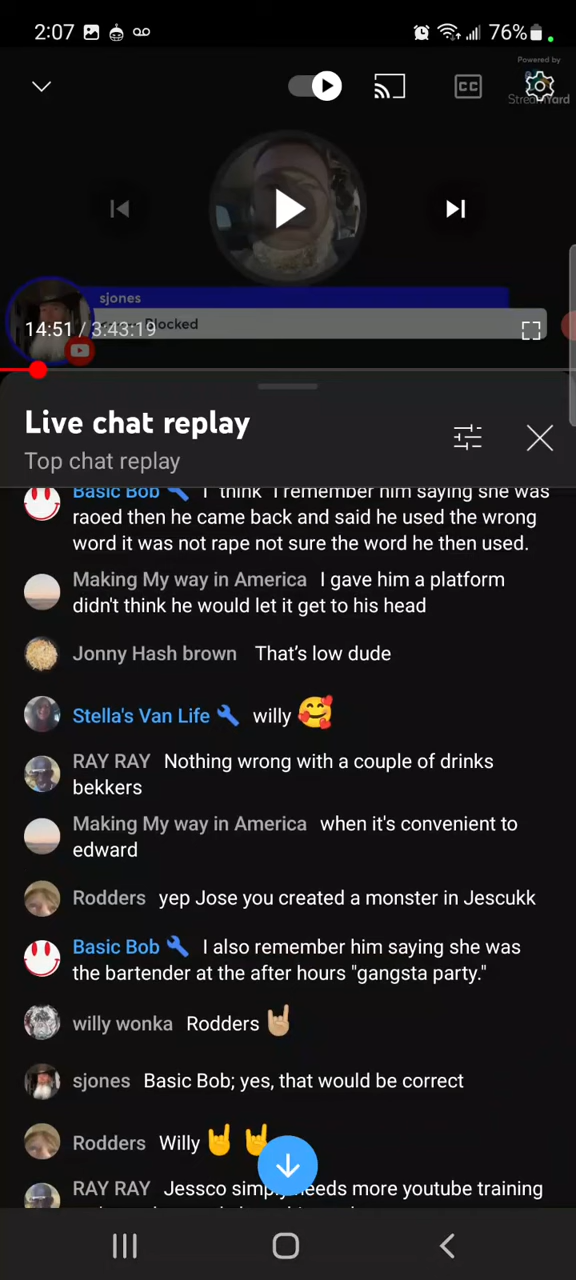 2:07
76%
Powered by
StreamYard
CC
sjones
Blocked
14:51 / 3:43:19
Live chat replay
Top chat replay
Basic Bob I think I remember him saying she was
raoed then he came back and said he used the wrong
word it was not rape not sure the word he then used.
Making My way in America I gave him a platform
didn't think he would let it get to his head
Jonny Hash brown That's low dude
Stella's Van Life willy 🥰
RAY RAY Nothing wrong with a couple of drinks
bekkers
Making My way in America when it's convenient to
edward
Rodders yep Jose you created a monster in Jescukk
Basic Bob I also remember him saying she was
the bartender at the after hours "gangsta party."
willy wonka Rodders 🤘🏼
sjones Basic Bob; yes, that would be correct
Rodders Willy 🤘 🤘
RAY RAY Jessco simply needs more youtube training